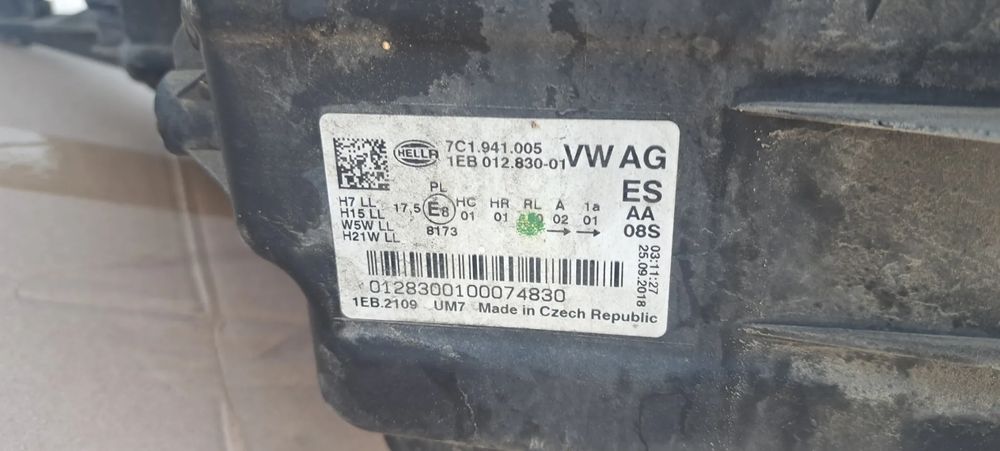 HELLA
7C1.941.005
1EB 012.830-01
VW AG
ES
AA
08S
H7 LL
H15 LL
W5W LL
H21W LL
17,5
PL
E8
8173
HC HR RL A 1a
01 01 02 01
→ →
03:11:27
25.09.2018
0128300100074830
1EB.2109 UM7 Made in Czech Republic